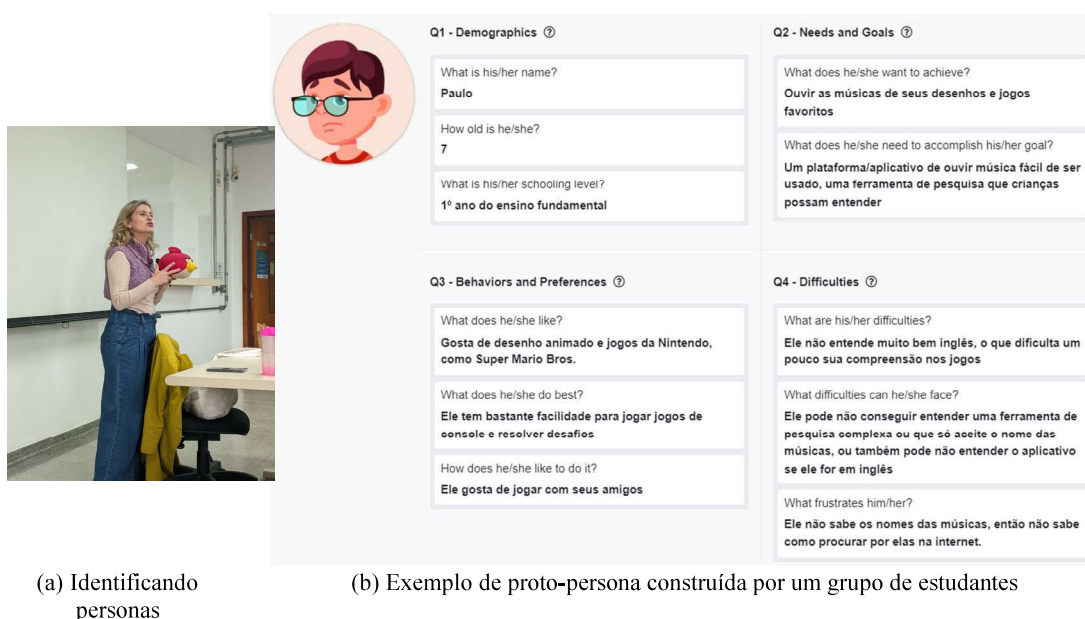 Q1 - Demographics ?
What is his/her name?
Paulo
How old is he/she?
7
What is his/her schooling level?
1º ano do ensino fundamental
Q2 - Needs and Goals ?
What does he/she want to achieve?
Ouvir as músicas de seus desenhos e jogos
favoritos
What does he/she need to accomplish his/her goal?
Um plataforma/aplicativo de ouvir música fácil de ser
usado, uma ferramenta de pesquisa que crianças
possam entender
Q3 - Behaviors and Preferences ?
What does he/she like?
Gosta de desenho animado e jogos da Nintendo,
como Super Mario Bros.
What does he/she do best?
Ele tem bastante facilidade para jogar jogos de
console e resolver desafios
How does he/she like to do it?
Ele gosta de jogar com seus amigos
Q4 - Difficulties ?
What are his/her difficulties?
Ele não entende muito bem inglês, o que dificulta um
pouco sua compreensão nos jogos
What difficulties can he/she face?
Ele pode não conseguir entender uma ferramenta de
pesquisa complexa ou que só aceite o nome das
músicas, ou também pode não entender o aplicativo
se ele for em inglês
What frustrates him/her?
Ele não sabe os nomes das músicas, então não sabe
como procurar por elas na internet.
(a) Identificando
personas
(b) Exemplo de proto-persona construída por um grupo de estudantes